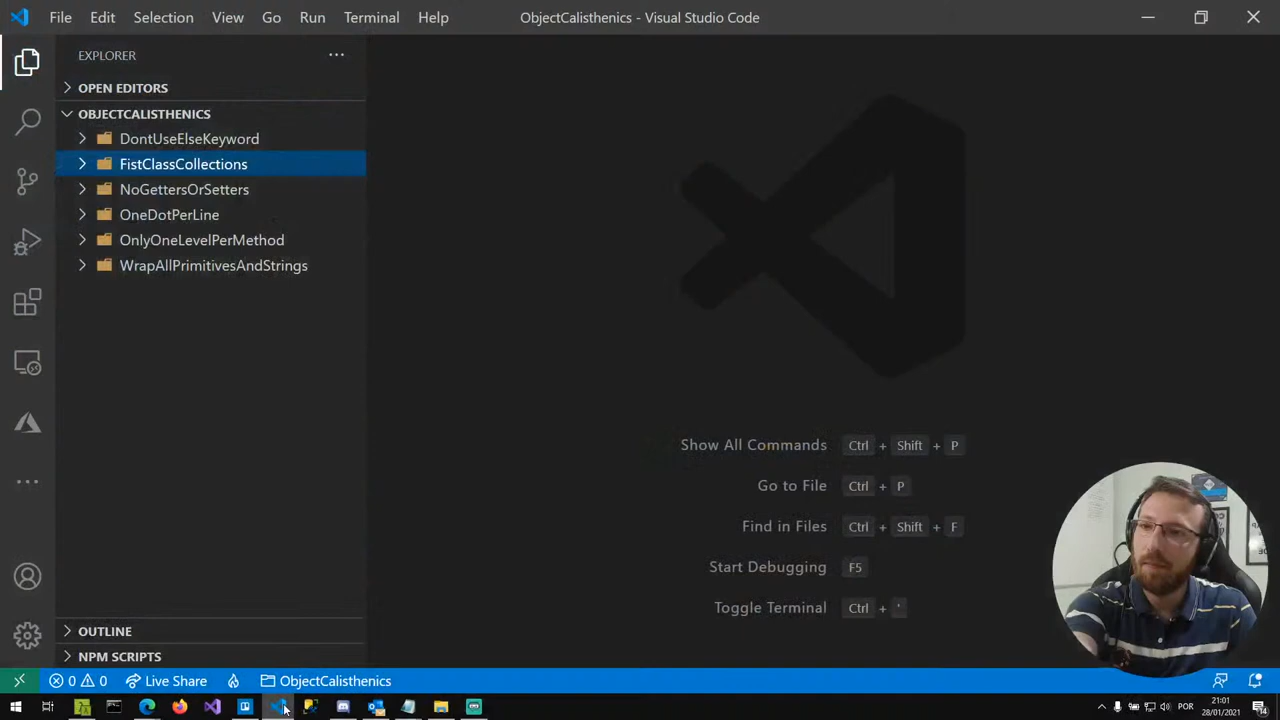 File Edit Selection View Go Run Terminal Help
ObjectCalisthenics - Visual Studio Code
EXPLORER
OPEN EDITORS
OBJECTCALISTHENICS
DontUseElseKeyword
FistClassCollections
NoGettersOrSetters
OneDotPerLine
OnlyOneLevelPerMethod
WrapAllPrimitivesAndStrings
Show All Commands Ctrl + Shift + P
Go to File Ctrl + P
Find in Files Ctrl + Shift + F
Start Debugging F5
Toggle Terminal Ctrl + '
OUTLINE
NPM SCRIPTS
0 0 Live Share ObjectCalisthenics
POR
21:01
28/01/2021
14